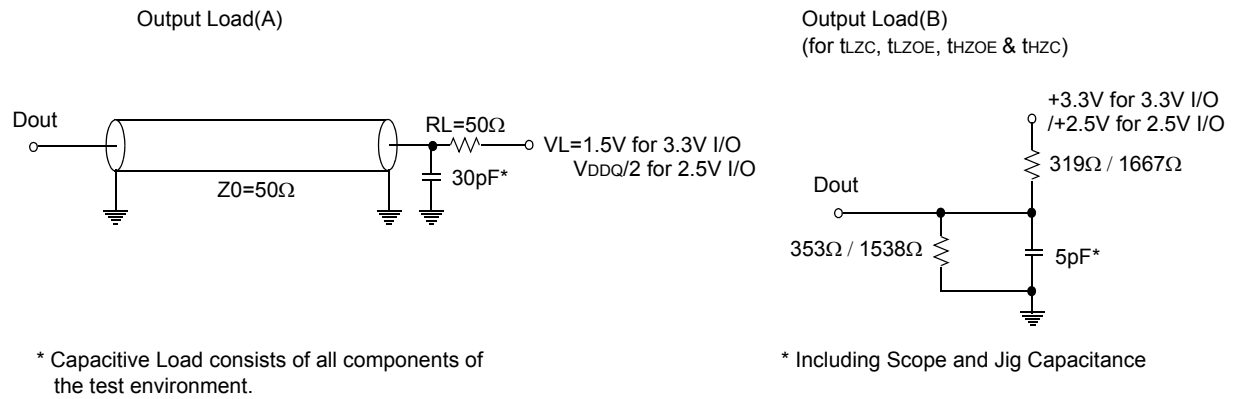 Output Load(A)
Dout
Z0=50Ω
RL=50Ω
30pF*
VL=1.5V for 3.3V I/O
VDDQ/2 for 2.5V I/O
* Capacitive Load consists of all components of
the test environment.
Output Load(B)
(for tLZC, tLZOE, tHZOE & tHZC)
+3.3V for 3.3V I/O
/+2.5V for 2.5V I/O
319Ω / 1667Ω
Dout
353Ω / 1538Ω
5pF*
* Including Scope and Jig Capacitance